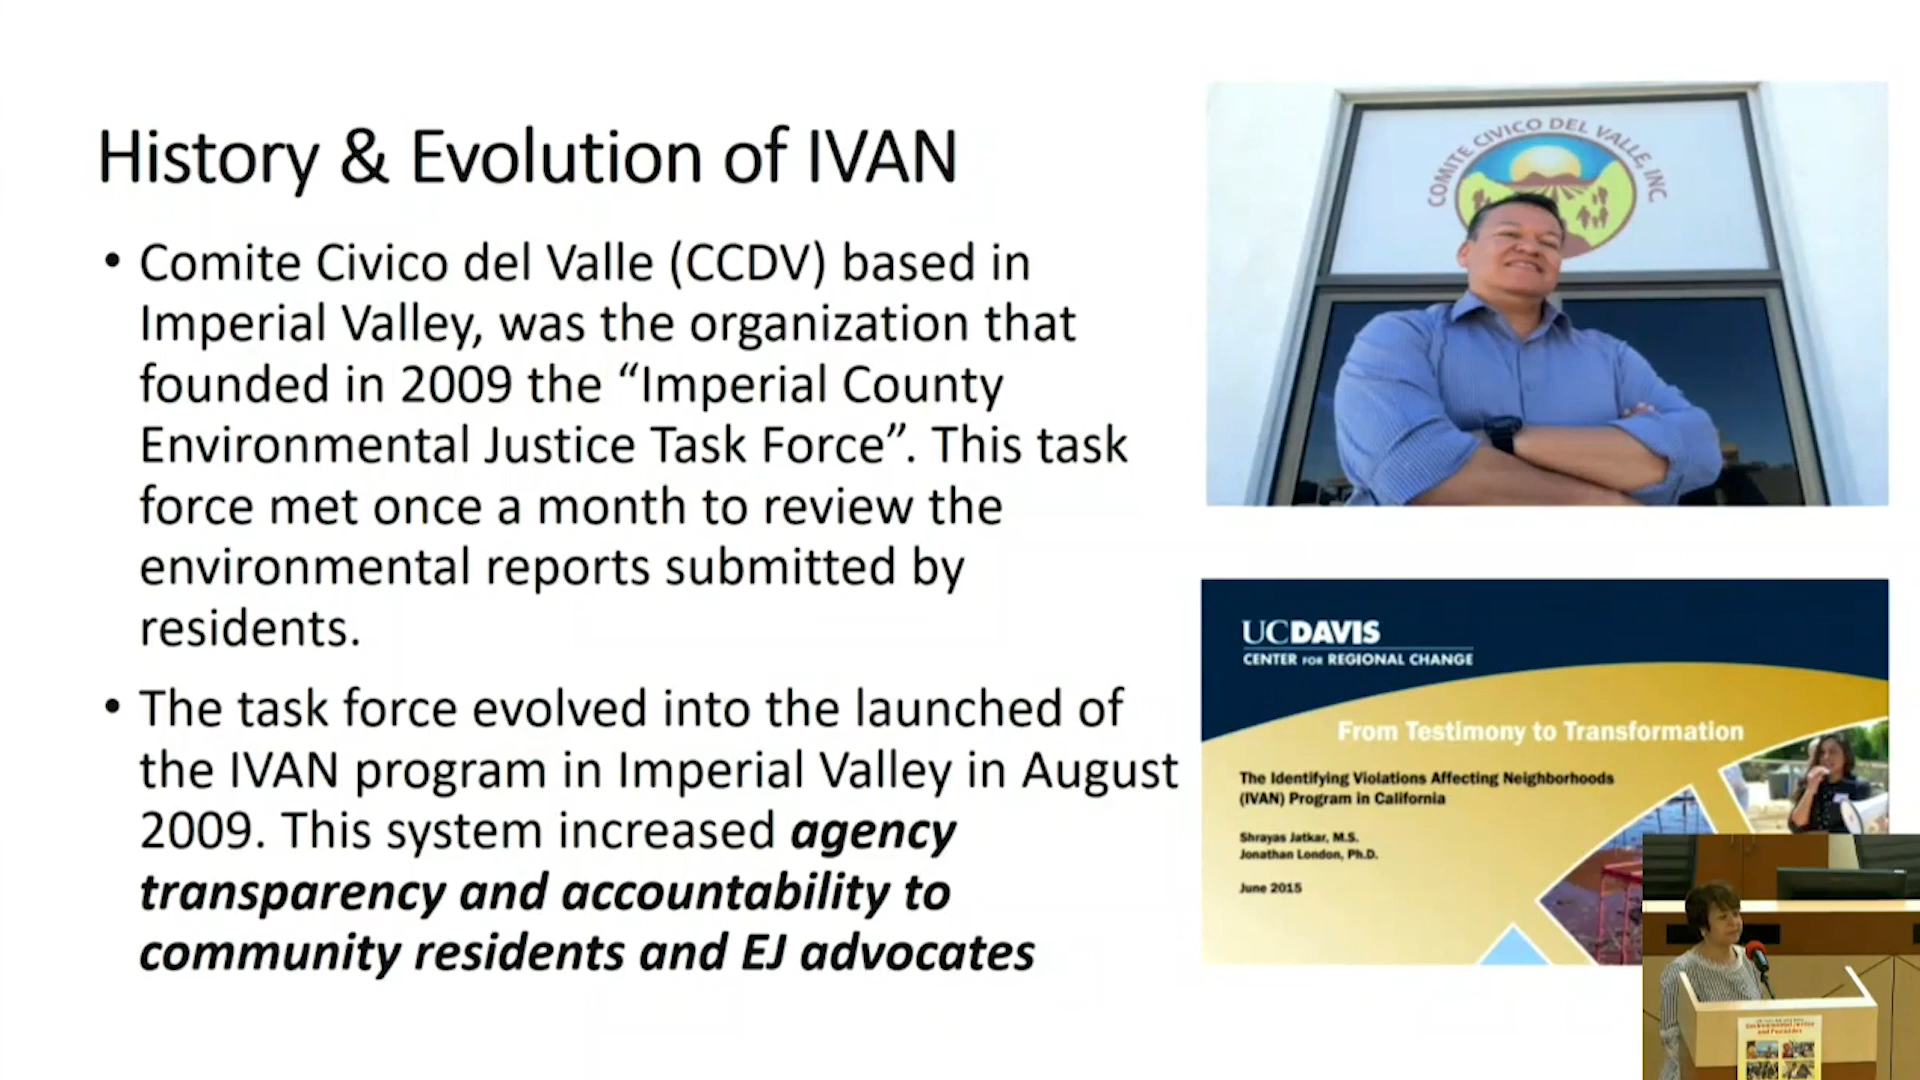 History & Evolution of IVAN
• Comite Civico del Valle (CCDV) based in
Imperial Valley, was the organization that
founded in 2009 the “Imperial County
Environmental Justice Task Force”. This task
force met once a month to review the
environmental reports submitted by
residents.
• The task force evolved into the launched of
the IVAN program in Imperial Valley in August
2009. This system increased agency
transparency and accountability to
community residents and EJ advocates
COMITE CIVICO DEL VALLE, INC
UCDAVIS
CENTER FOR REGIONAL CHANGE
From Testimony to Transformation
The Identifying Violations Affecting Neighborhoods
(IVAN) Program in California
Shrayas Jatkar, M.S.
Jonathan London, Ph.D.
June 2015
Environmental Justice
and Pesticides